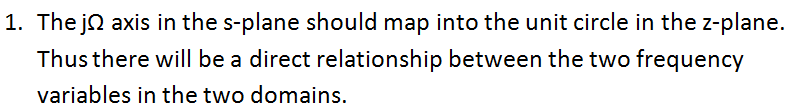 1. The jΩ axis in the s-plane should map into the unit circle in the z-plane.
Thus there will be a direct relationship between the two frequency
variables in the two domains.